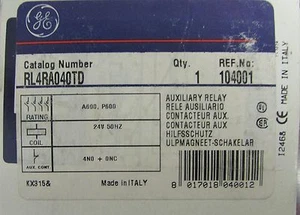 GE
Catalog Number
Qty.
REF.No:
RL4RA040TD
1
104001
RATING
A600, P600
COIL
24V 50HZ
AUX. CONT
4NO + 0NC
AUXILIARY RELAY
RELE AUSILIARIO
CONTACTEUR AUX.
CONTACTOR AUX.
HILFSSCHUTZ
ULPMAGNEET-SCHAKELAR
KX315&
Made in ITALY
8 017018 040012
I2468
MADE IN ITALY